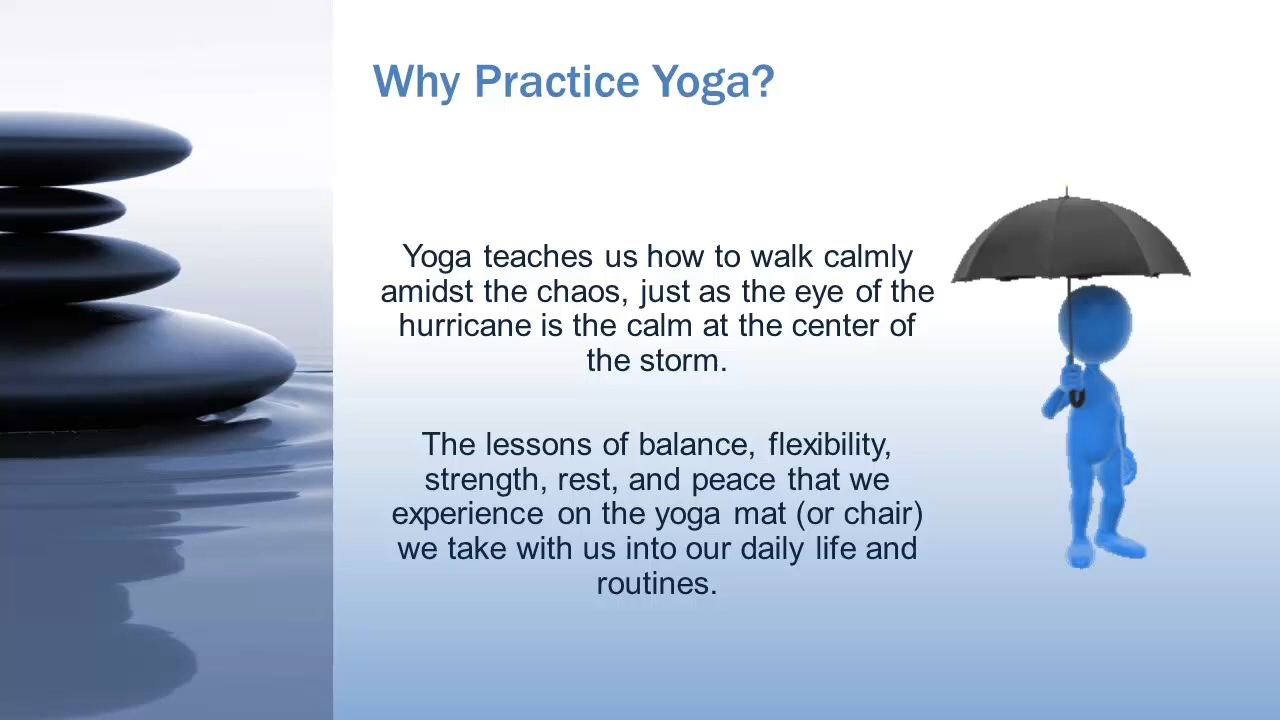 Why Practice Yoga?
Yoga teaches us how to walk calmly
amidst the chaos, just as the eye of the
hurricane is the calm at the center of
the storm.
The lessons of balance, flexibility,
strength, rest, and peace that we
experience on the yoga mat (or chair)
we take with us into our daily life and
routines.